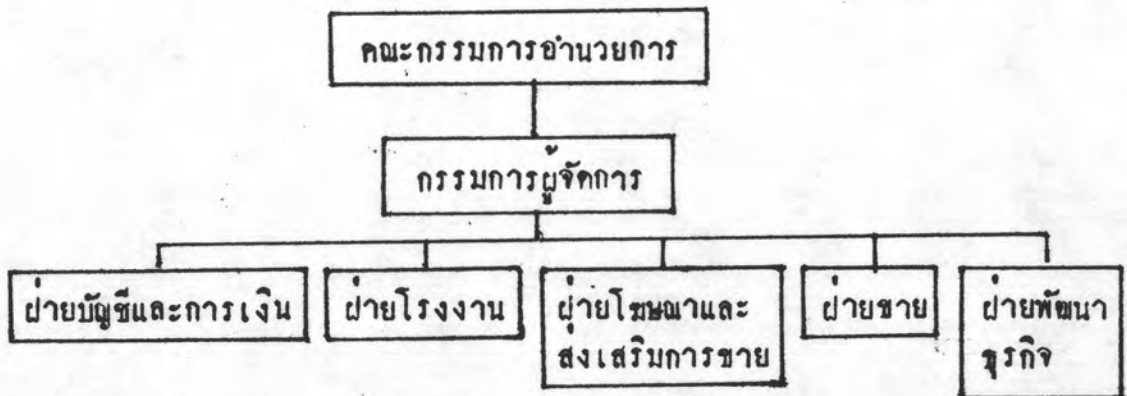 คณะกรรมการอำนวยการ
กรรมการผู้จัดการ
ฝ่ายบัญชีและการเงิน
ฝ่ายโรงงาน
ฝ่ายโฆษณาและ
ส่งเสริมการขาย
ฝ่ายขาย
ฝ่ายพัฒนา
ธุรกิจ